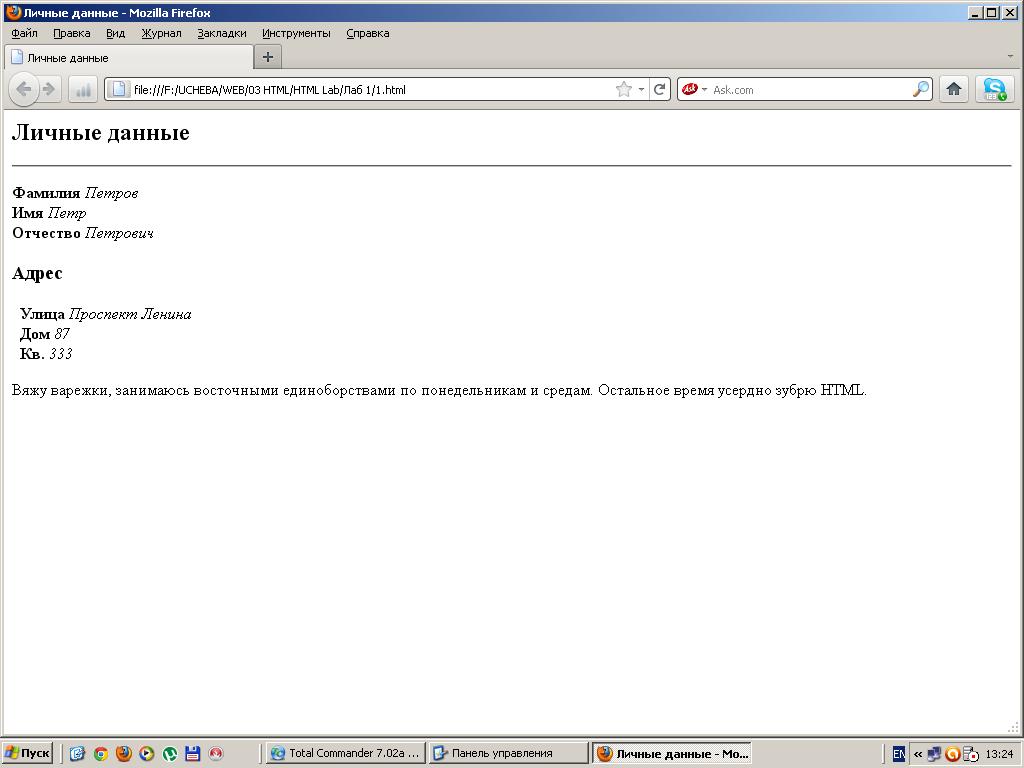 Личные данные - Mozilla Firefox
Файл Правка Вид Журнал Закладки Инструменты Справка
Личные данные
file:///F:/UCHEBA/WEB/03 HTML/HTML Lab/Лаб 1/1.html Ask Ask.com
Личные данные
Фамилия Петров
Имя Петр
Отчество Петрович
Адрес
Улица Проспект Ленина
Дом 87
Кв. 333
Вяжу варежки, занимаюсь восточными единоборствами по понедельникам и средам. Остальное время усердно зубрю HTML.
Пуск Total Commander 7.02a ... Панель управления Личные данные - Mo... EN « 13:24